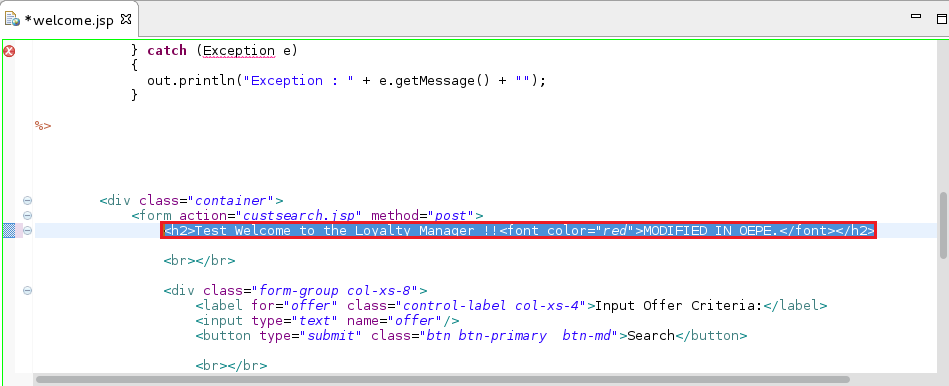 *welcome.jsp
} catch (Exception e)
{
out.println("Exception : " + e.getMessage() + "");
}
%>
<div class="container">
<form action="custsearch.jsp" method="post">
<h2>Test Welcome to the Loyalty Manager !!<font color="red">MODIFIED IN OEPE.</font></h2>
<br></br>
<div class="form-group col-xs-8">
<label for="offer" class="control-label col-xs-4">Input Offer Criteria:</label>
<input type="text" name="offer"/>
<button type="submit" class="btn btn-primary  btn-md">Search</button>
<br></br>